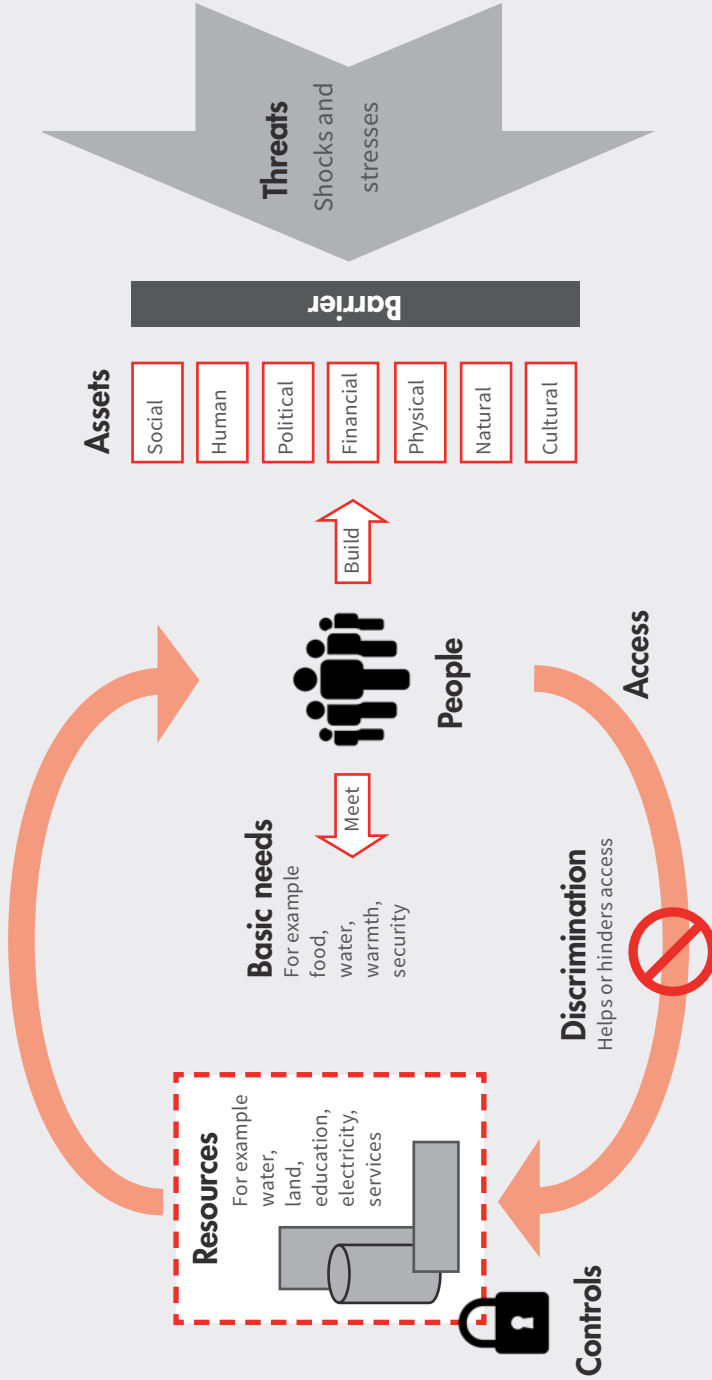 Resources
For example
water,
land,
education,
electricity,
services
Controls
Basic needs
For example
food,
water,
warmth,
security
Meet
People
Build
Discrimination
Helps or hinders access
Access
Assets
Social
Human
Political
Financial
Physical
Natural
Cultural
Barrier
Threats
Shocks and
stresses